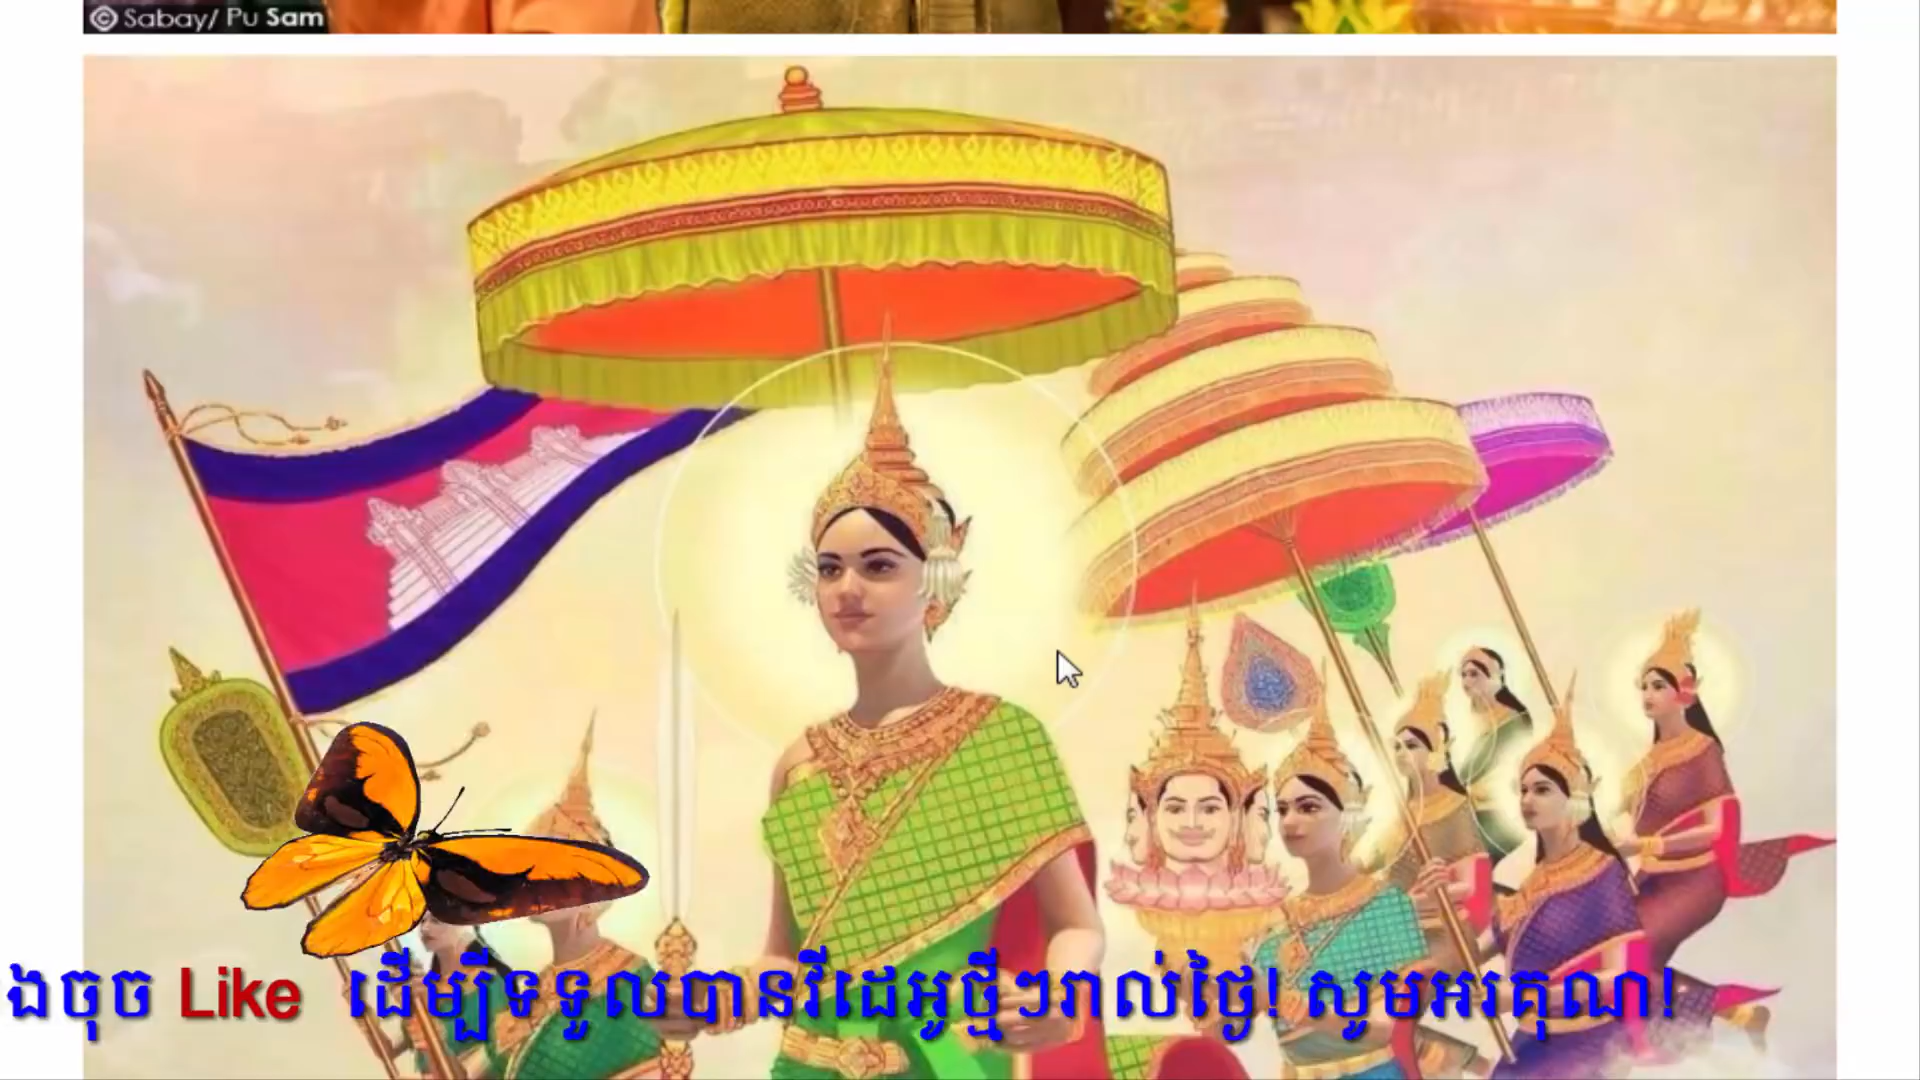 © Sabay/ Pu Sam
ងចុច Like ដើម្បីទទួលបានវីដេអូថ្មីៗរាល់ថ្ងៃ! សូមអរគុណ!